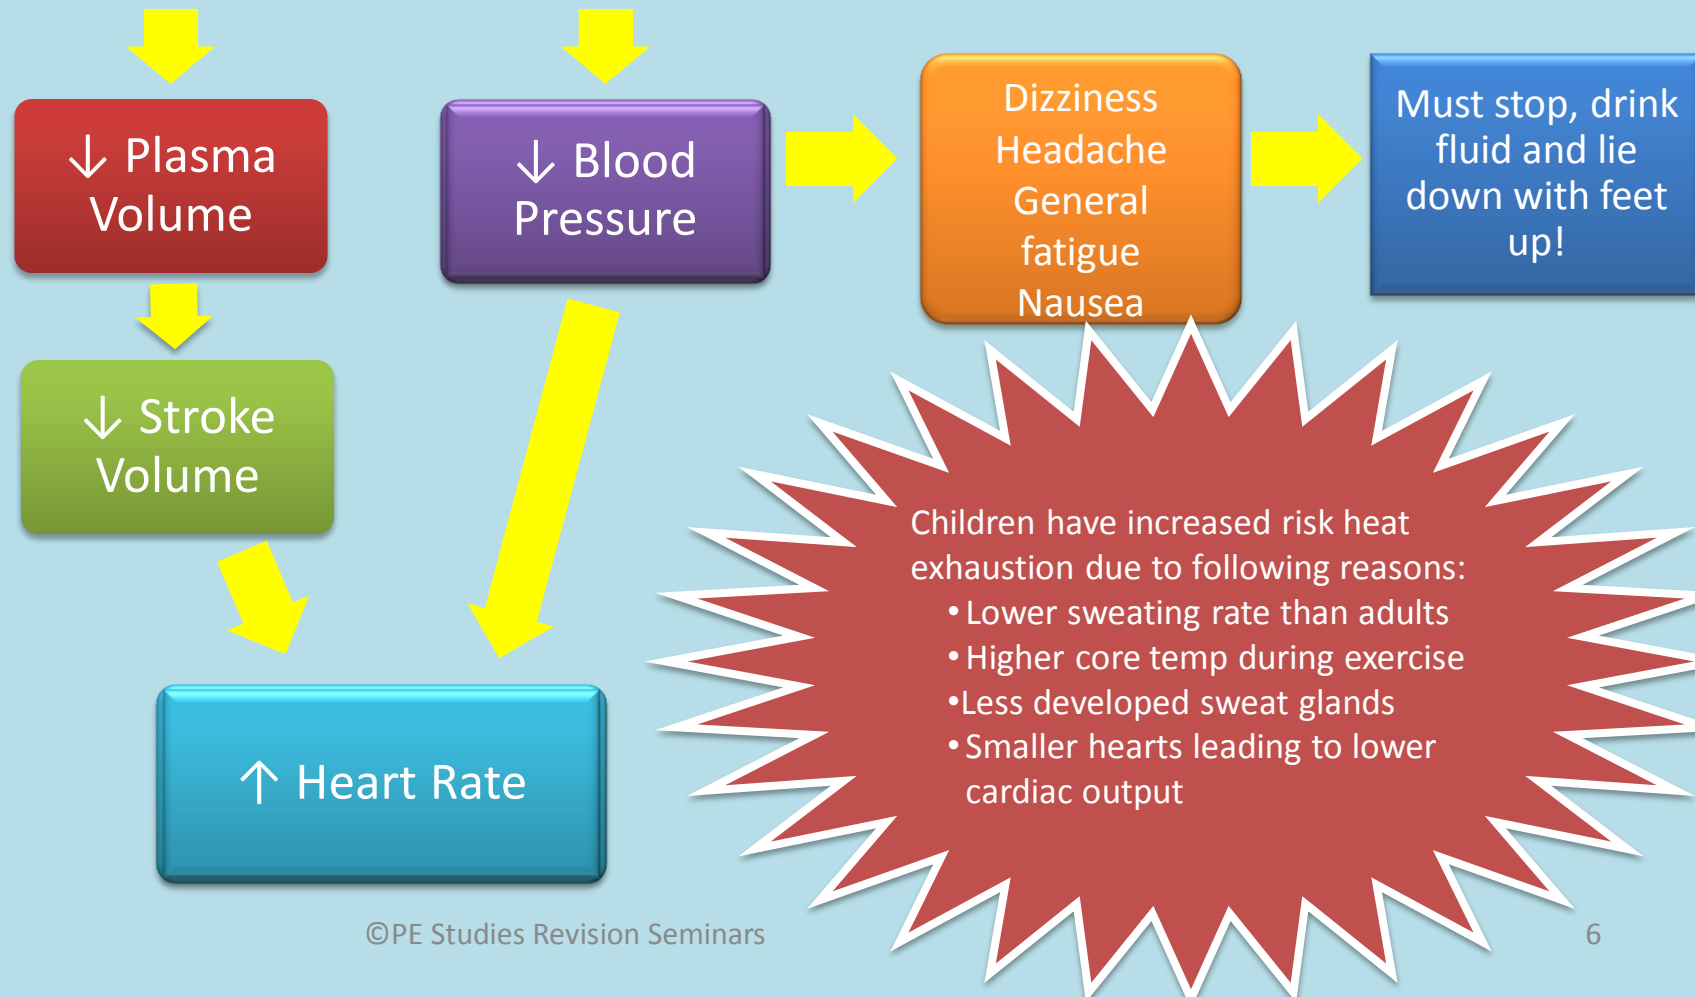 ↓ Plasma
Volume
↓ Blood
Pressure
Dizziness
Headache
General
fatigue
Nausea
Must stop, drink
fluid and lie
down with feet
up!
↓ Stroke
Volume
↑ Heart Rate
Children have increased risk heat
exhaustion due to following reasons:
• Lower sweating rate than adults
• Higher core temp during exercise
•Less developed sweat glands
• Smaller hearts leading to lower
cardiac output
©PE Studies Revision Seminars
6